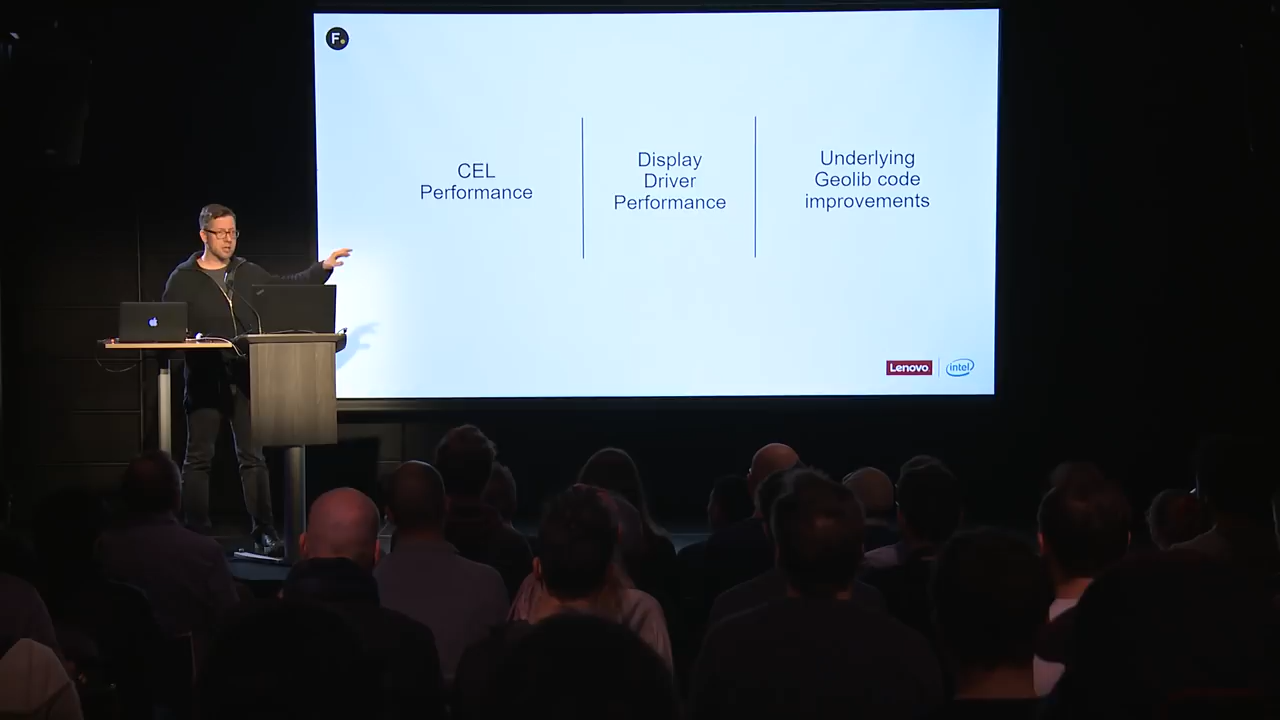 F.
CEL
Performance
Display
Driver
Performance
Underlying
Geolib code
improvements
Lenovo
intel